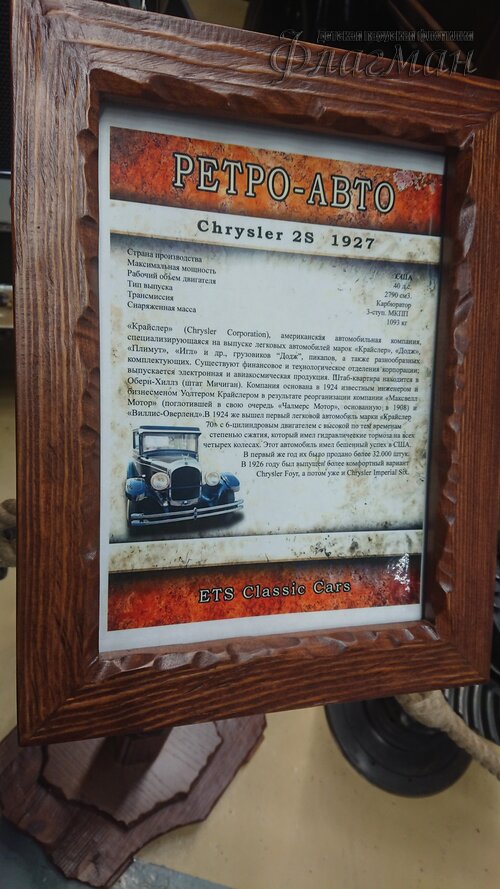 Детская парусная флотилия
Флагман
РЕТРО-АВТО
Chrysler 2S 1927
Страна производства США
Максимальная мощность 40 л.с.
Рабочий объем двигателя 2790 см3.
Тип выпуска Карбюратор
Трансмиссия 3-ступ. МКПП
Снаряженная масса 1093 кг
«Крайслер» (Chrysler Corporation), американская автомобильная компания,
специализирующаяся на выпуске легковых автомобилей марок «Крайслер», «Додж»,
«Плимут», «Игл» и др., грузовиков "Додж", пикапов, а также разнообразных
комплектующих. Существуют финансовое и технологическое отделения корпорации;
выпускается электронная и авиакосмическая продукция. Штаб-квартира находится в
Оберн-Хиллз (штат Мичиган). Компания основана в 1924 известным инженером и
бизнесменом Уолтером Крайслером в результате реорганизации компании «Максвелл
Мотор» (поглотившей в свою очередь «Чалмерс Мотор», основанную в 1908) и
«Виллис-Оверленд».В 1924 же вышел первый легковой автомобиль марки «Крайслер
70» с 6-цилиндровым двигателем с высокой по тем временам
степенью сжатия, который имел гидравлические тормоза на всех
четырех колесах. Этот автомобиль имел бешенный успех в США.
В первый же год их было продано более 32.000 штук.
В 1926 году был выпущен более комфортный вариант
Chrysler Foyr, а потом уже и Chrysler Imperial Six.
ETS Classic Cars